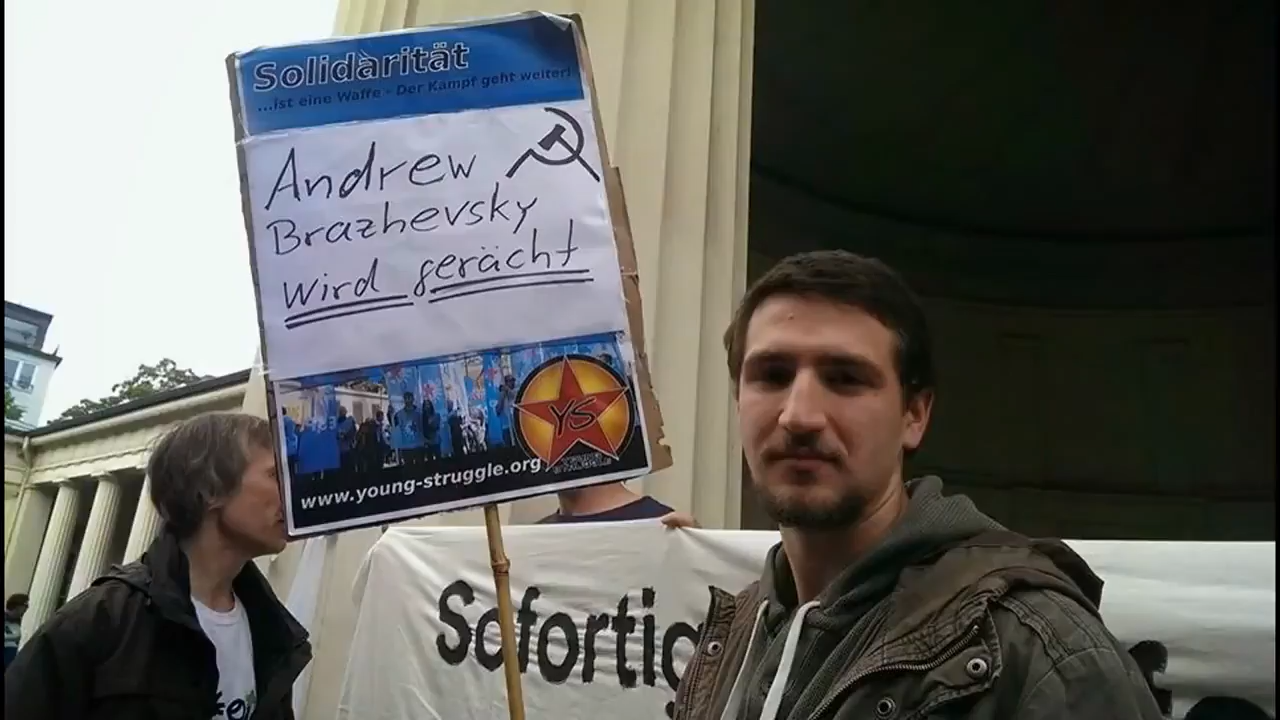 Solidarität
...ist eine Waffe - Der Kampf geht weiter!
Andrew
Brazhevsky
wird gerächt
YS
www.young-struggle.org
Sofortig